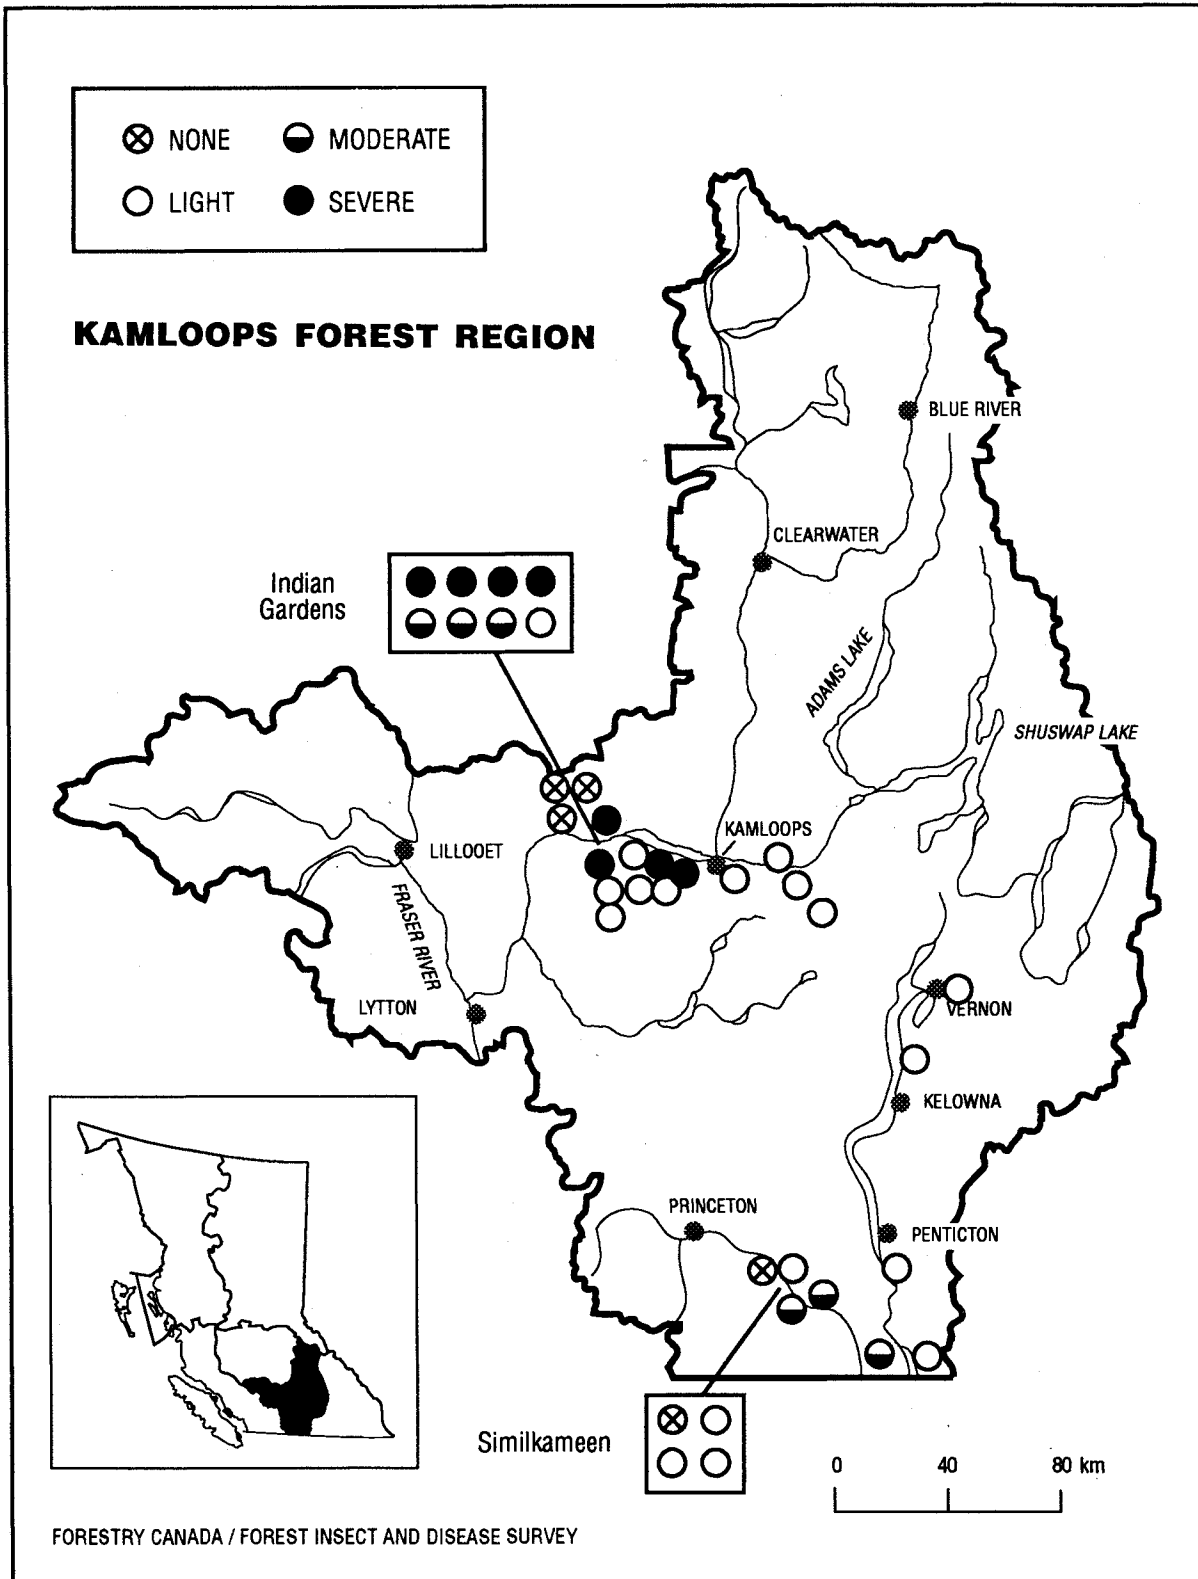 NONE
MODERATE
LIGHT
SEVERE
KAMLOOPS FOREST REGION
BLUE RIVER
CLEARWATER
Indian
Gardens
ADAMS LAKE
SHUSWAP LAKE
KAMLOOPS
LILLOOET
FRASER RIVER
LYTTON
VERNON
KELOWNA
PRINCETON
PENTICTON
Similkameen
0 40 80 km
FORESTRY CANADA / FOREST INSECT AND DISEASE SURVEY